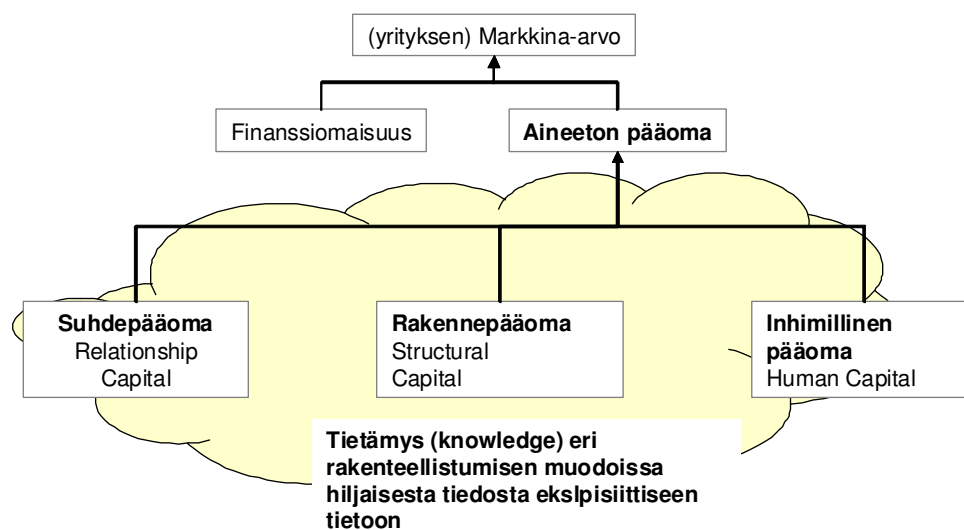 (yrityksen) Markkina-arvo
Finanssiomaisuus
Aineeton pääoma
Suhdepääoma
Relationship
Capital
Rakennepääoma
Structural
Capital
Inhimillinen
pääoma
Human Capital
Tietämys (knowledge) eri
rakenteellistumisen muodoissa
hiljaisesta tiedosta ekslpisiittiseen
tietoon